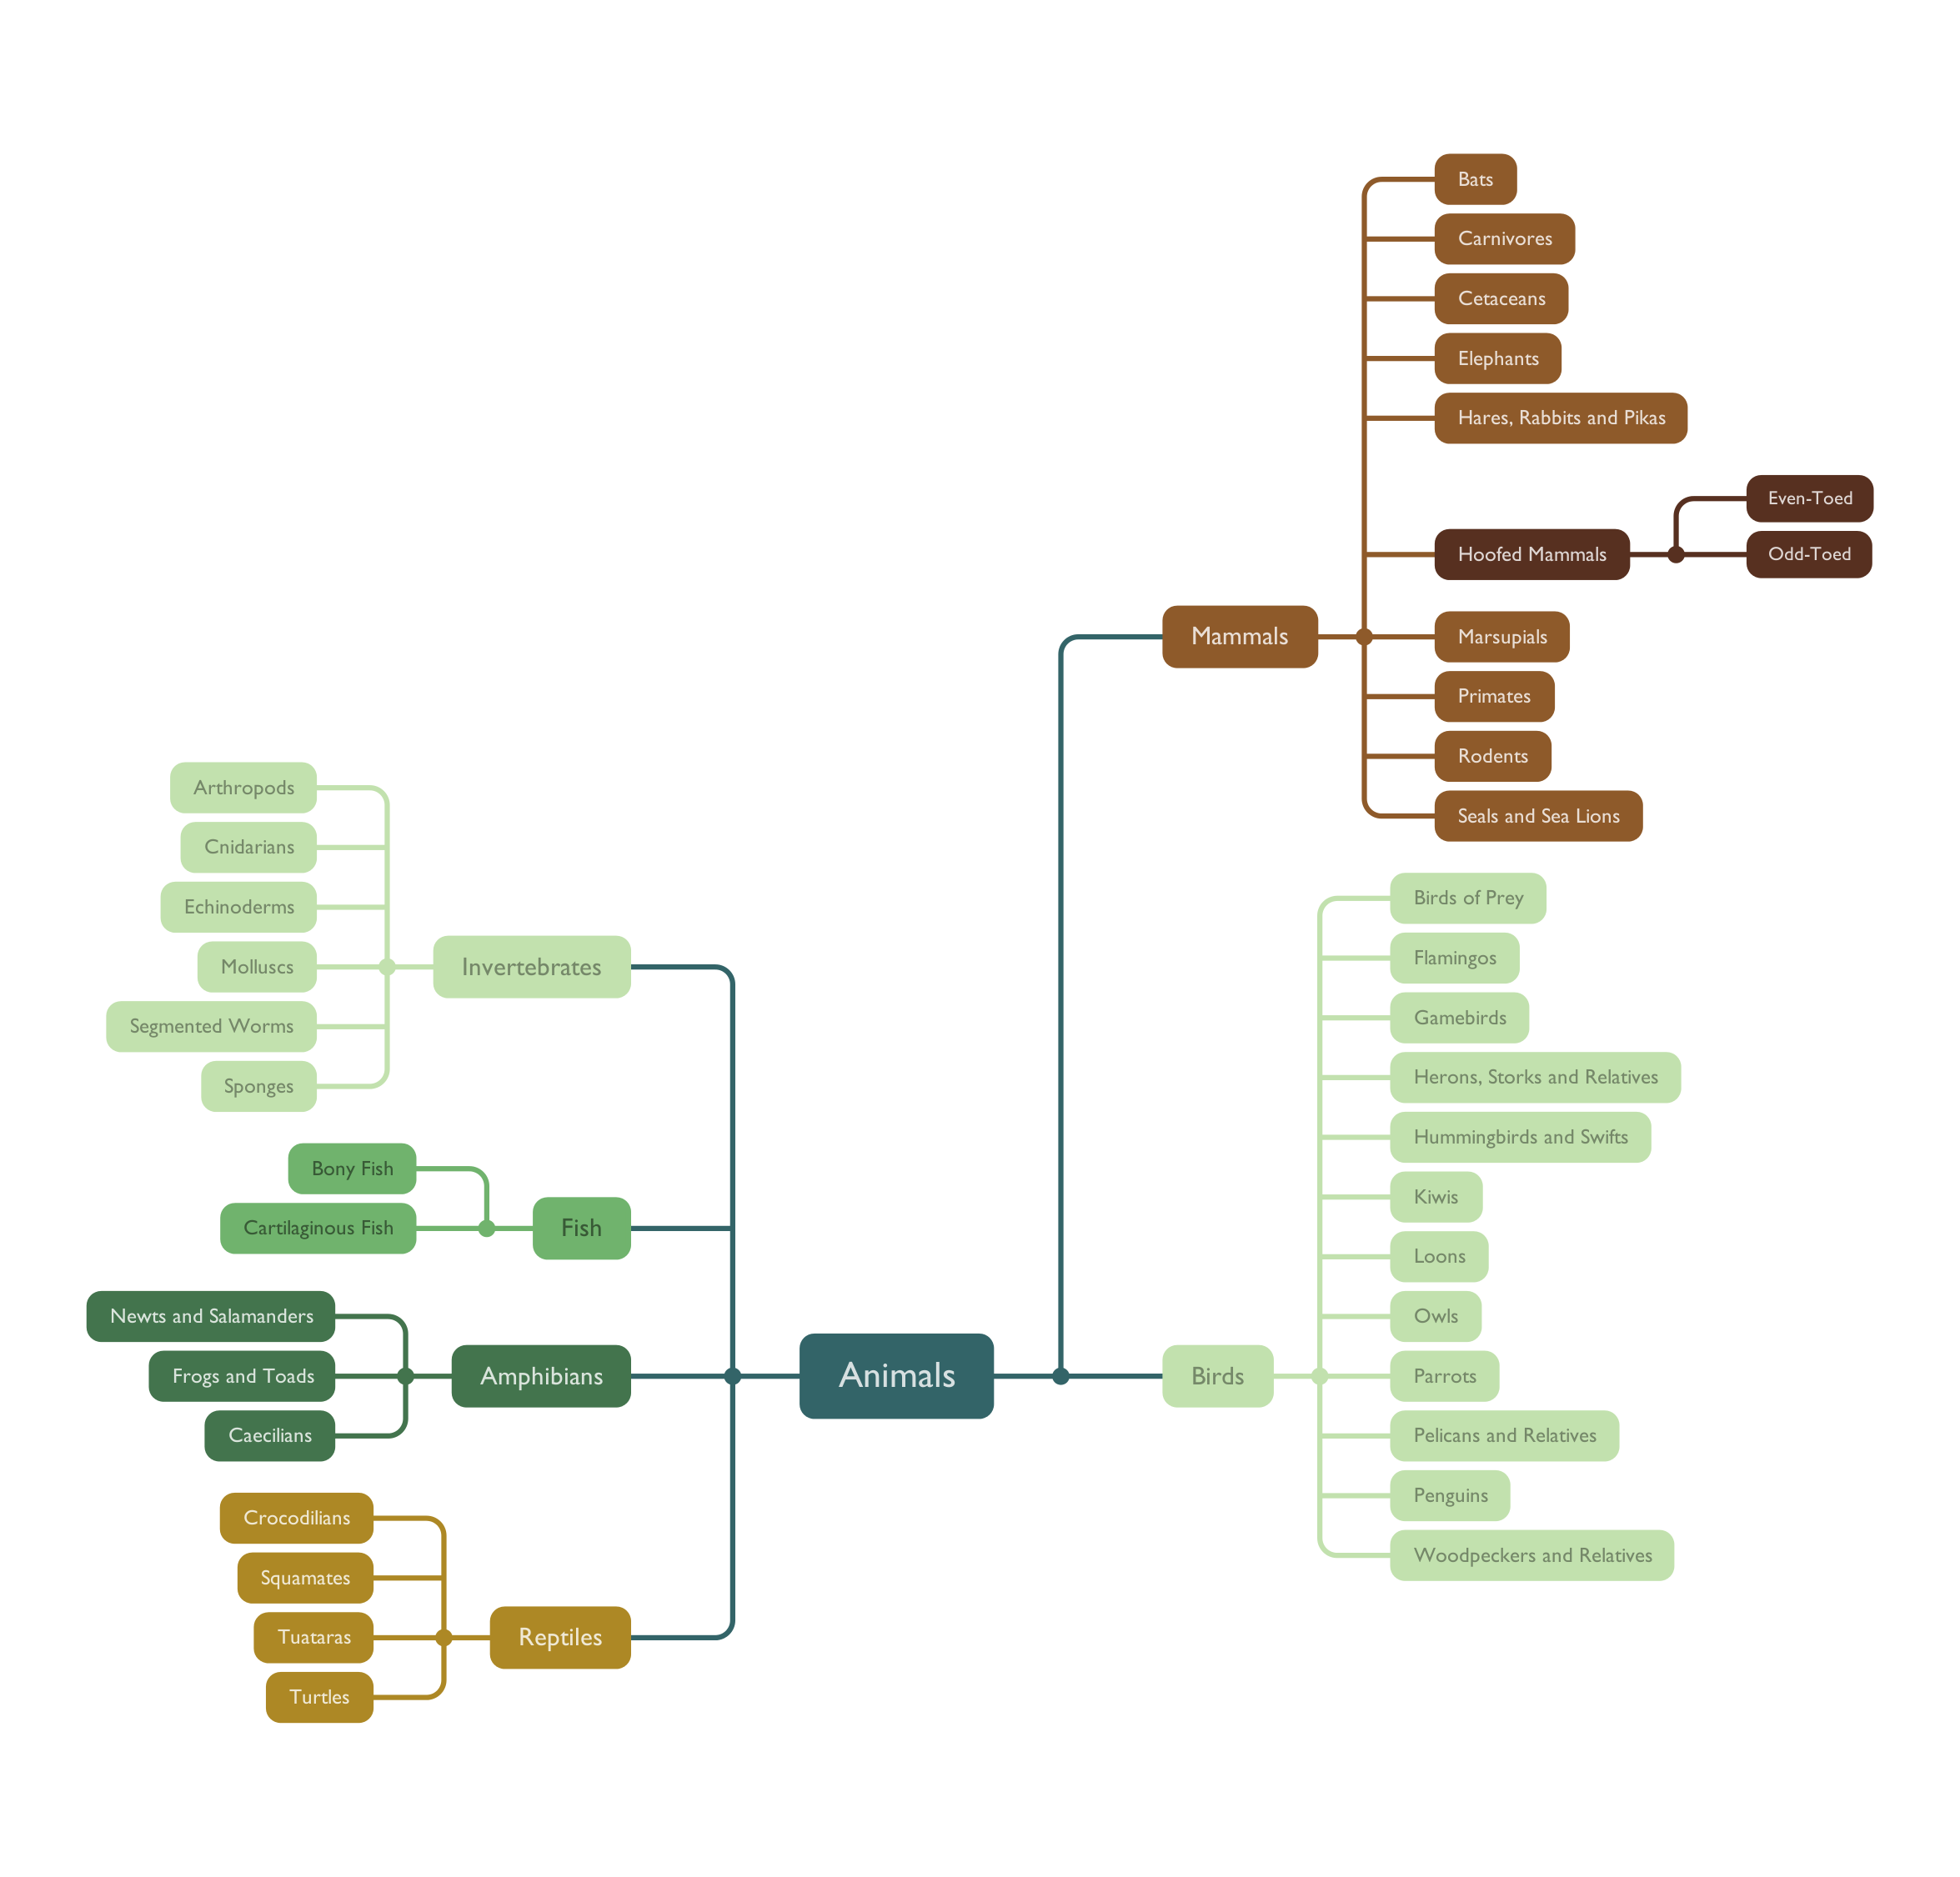 Animals
Mammals
Bats
Carnivores
Cetaceans
Elephants
Hares, Rabbits and Pikas
Hoofed Mammals
Even-Toed
Odd-Toed
Marsupials
Primates
Rodents
Seals and Sea Lions
Birds
Birds of Prey
Flamingos
Gamebirds
Herons, Storks and Relatives
Hummingbirds and Swifts
Kiwis
Loons
Owls
Parrots
Pelicans and Relatives
Penguins
Woodpeckers and Relatives
Invertebrates
Arthropods
Cnidarians
Echinoderms
Molluscs
Segmented Worms
Sponges
Fish
Bony Fish
Cartilaginous Fish
Amphibians
Newts and Salamanders
Frogs and Toads
Caecilians
Reptiles
Crocodilians
Squamates
Tuataras
Turtles